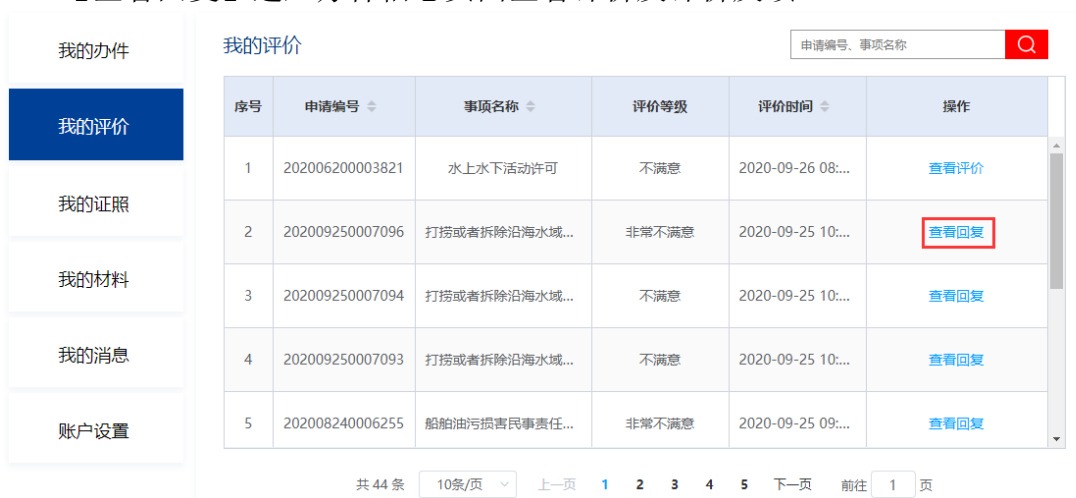 我的办件
我的评价
我的证照
我的材料
我的消息
账户设置
我的评价
申请编号、事项名称
序号 申请编号 事项名称 评价等级 评价时间 操作
1 202006200003821 水上水下活动许可 不满意 2020-09-26 08:... 查看评价
2 202009250007096 打捞或者拆除沿海水域... 非常不满意 2020-09-25 10:... 查看回复
3 202009250007094 打捞或者拆除沿海水域... 不满意 2020-09-25 10:... 查看回复
4 202009250007093 打捞或者拆除沿海水域... 不满意 2020-09-25 10:... 查看回复
5 202008240006255 船舶油污损害民事责任... 非常不满意 2020-09-25 09:... 查看回复
共 44 条 10条/页 上一页 1 2 3 4 5 下一页 前往 1 页